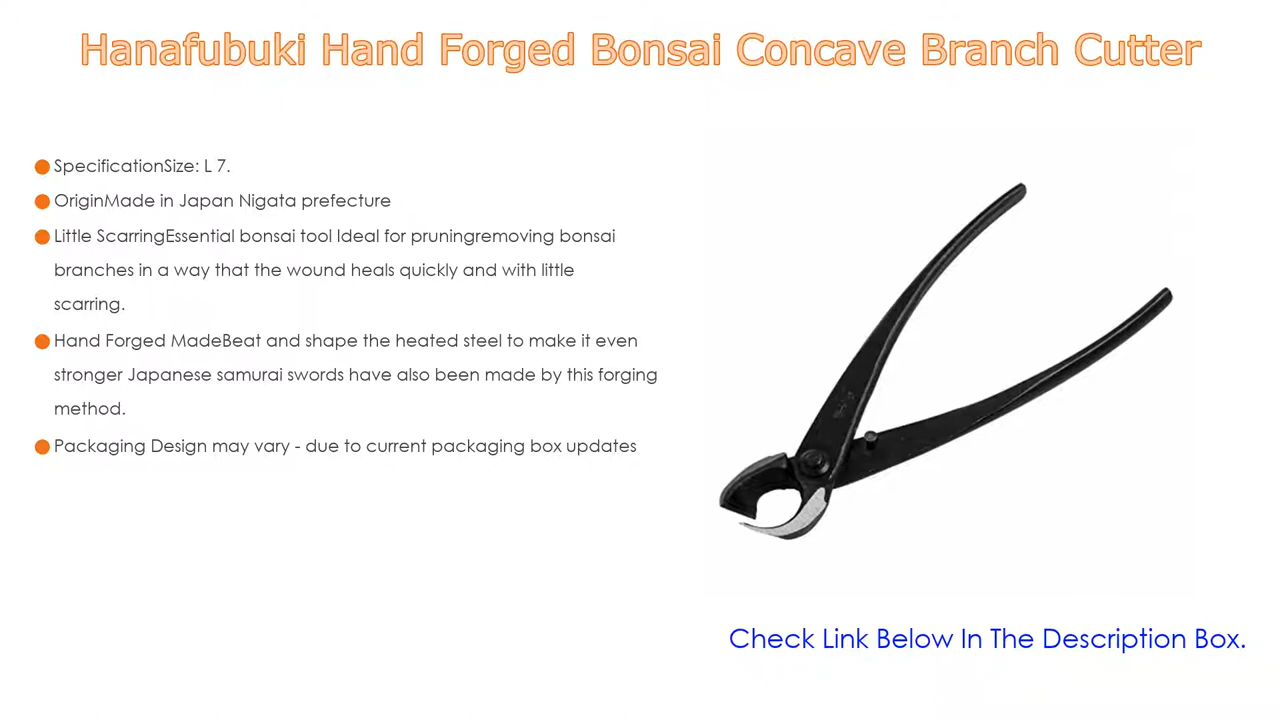 Hanafubuki Hand Forged Bonsai Concave Branch Cutter
SpecificationSize: L 7.
OriginMade in Japan Nigata prefecture
Little ScarringEssential bonsai tool Ideal for pruningremoving bonsai
branches in a way that the wound heals quickly and with little
scarring.
Hand Forged MadeBeat and shape the heated steel to make it even
stronger Japanese samurai swords have also been made by this forging
method.
Packaging Design may vary - due to current packaging box updates
Check Link Below In The Description Box.